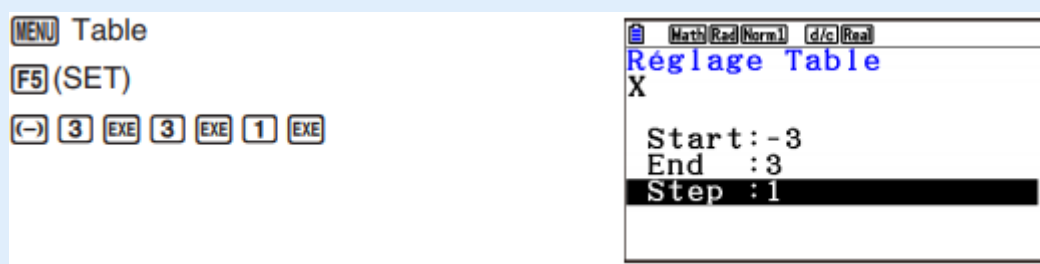 MENU Table
F5 (SET)
(-) 3 EXE 3 EXE 1 EXE
Math Rad Norm1 d/c Real
Réglage Table
X
Start:-3
End :3
Step :1